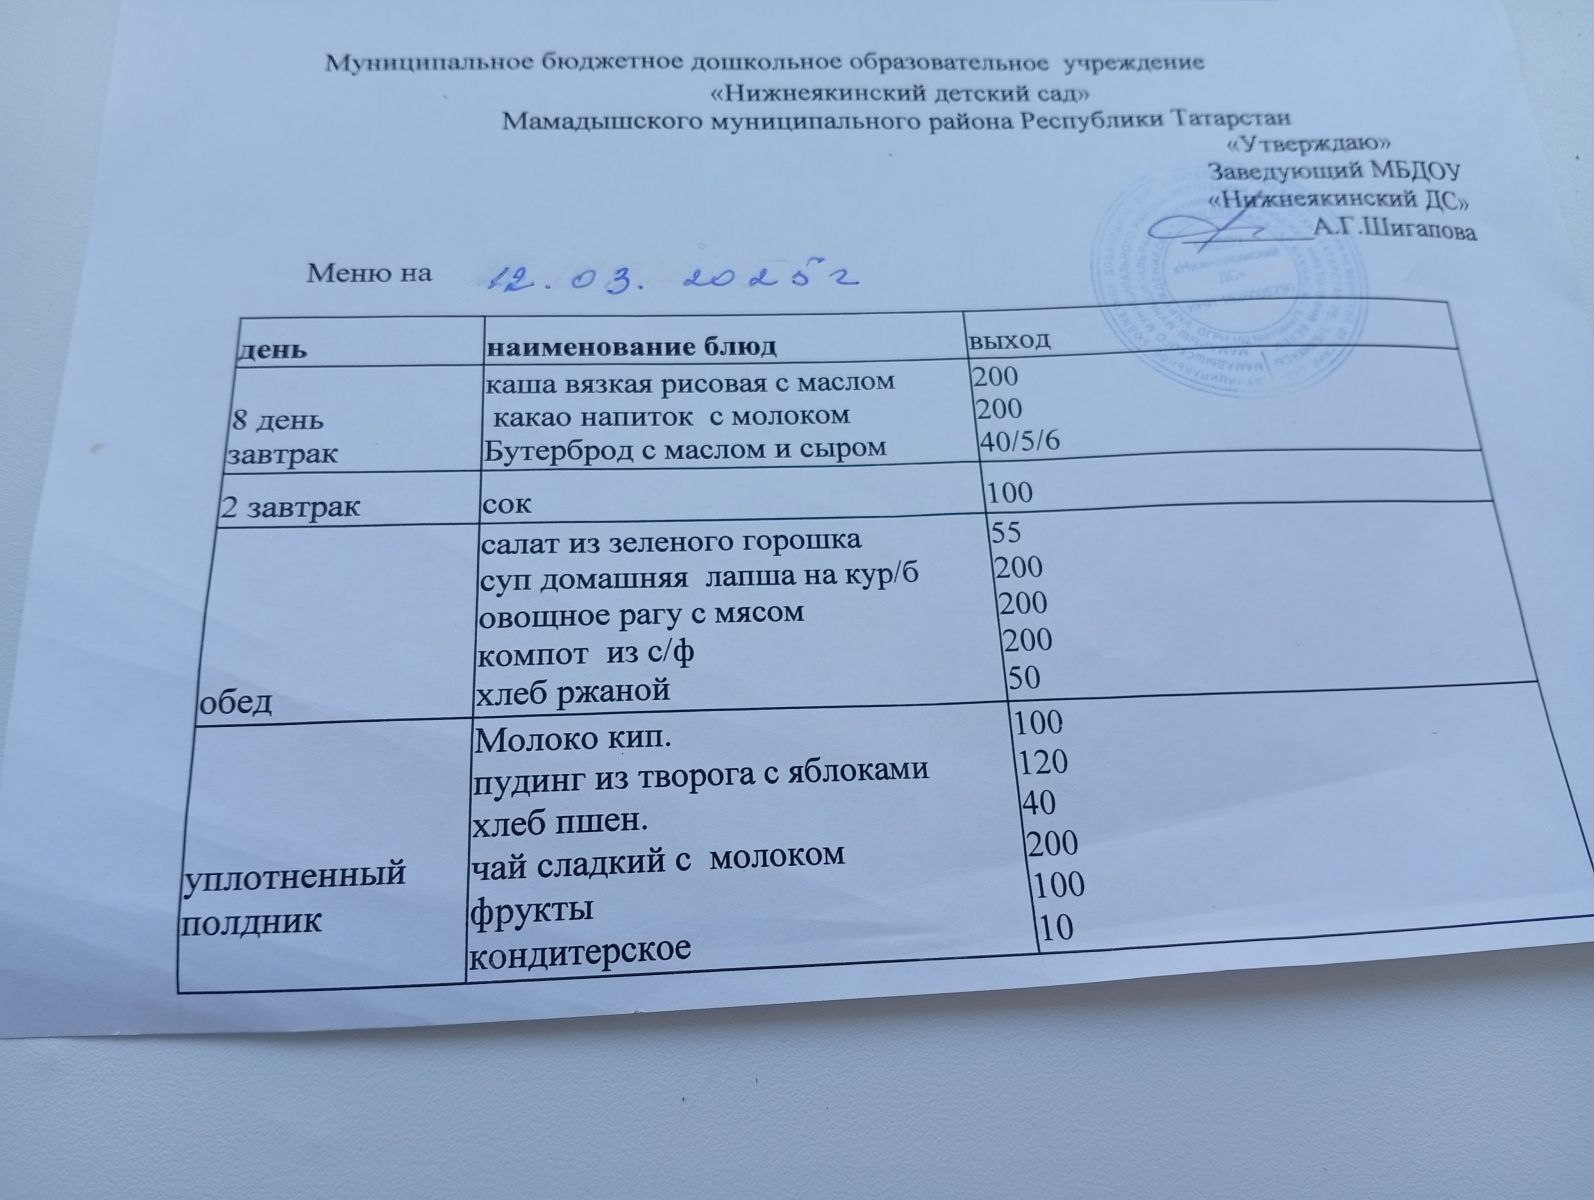 Муниципальное бюджетное дошкольное образовательное учреждение
«Нижнеякинский детский сад»
Мамадышского муниципального района Республики Татарстан
«Утверждаю»
Заведующий МБДОУ
«Нижнеякинский ДС»
А.Г.Шигапова
Меню на 12.03.2025г
день наименование блюд выход
каша вязкая рисовая с маслом 200
8 день какао напиток с молоком 200
завтрак Бутерброд с маслом и сыром 40/5/6
2 завтрак сок 100
салат из зеленого горошка 55
суп домашняя лапша на кур/б 200
овощное рагу с мясом 200
компот из с/ф 200
обед хлеб ржаной 50
Молоко кип. 100
пудинг из творога с яблоками 120
хлеб пшен. 40
уплотненный чай сладкий с молоком 200
полдник фрукты 100
кондитерское 10